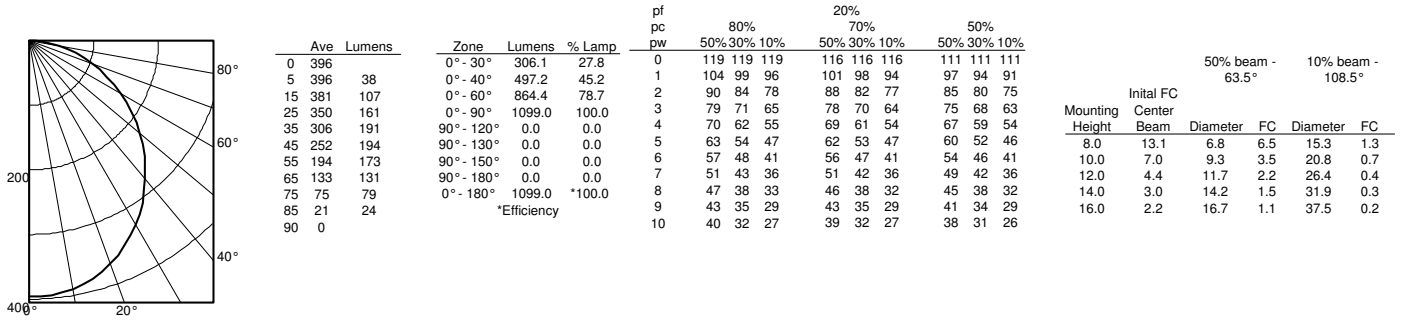 80°
60°
200
40°
400
0° 20°
Ave Lumens
0 396
5 396 38
15 381 107
25 350 161
35 306 191
45 252 194
55 194 173
65 133 131
75 75 79
85 21 24
90 0
Zone Lumens % Lamp
0° - 30° 306.1 27.8
0° - 40° 497.2 45.2
0° - 60° 864.4 78.7
0° - 90° 1099.0 100.0
90° - 120° 0.0 0.0
90° - 130° 0.0 0.0
90° - 150° 0.0 0.0
90° - 180° 0.0 0.0
0° - 180° 1099.0 *100.0
*Efficiency
pf 20%
pc 80% 70% 50%
pw 50% 30% 10% 50% 30% 10% 50% 30% 10%
0 119 119 119 116 116 116 111 111 111
1 104 99 96 101 98 94 97 94 91
2 90 84 78 88 82 77 85 80 75
3 79 71 65 78 70 64 75 68 63
4 70 62 55 69 61 54 67 59 54
5 63 54 47 62 53 47 60 52 46
6 57 48 41 56 47 41 54 46 41
7 51 43 36 51 42 36 49 42 36
8 47 38 33 46 38 32 45 38 32
9 43 35 29 43 35 29 41 34 29
10 40 32 27 39 32 27 38 31 26
50% beam - 10% beam -
63.5° 108.5°
Inital FC
Mounting Center
Height Beam Diameter FC Diameter FC
8.0 13.1 6.8 6.5 15.3 1.3
10.0 7.0 9.3 3.5 20.8 0.7
12.0 4.4 11.7 2.2 26.4 0.4
14.0 3.0 14.2 1.5 31.9 0.3
16.0 2.2 16.7 1.1 37.5 0.2